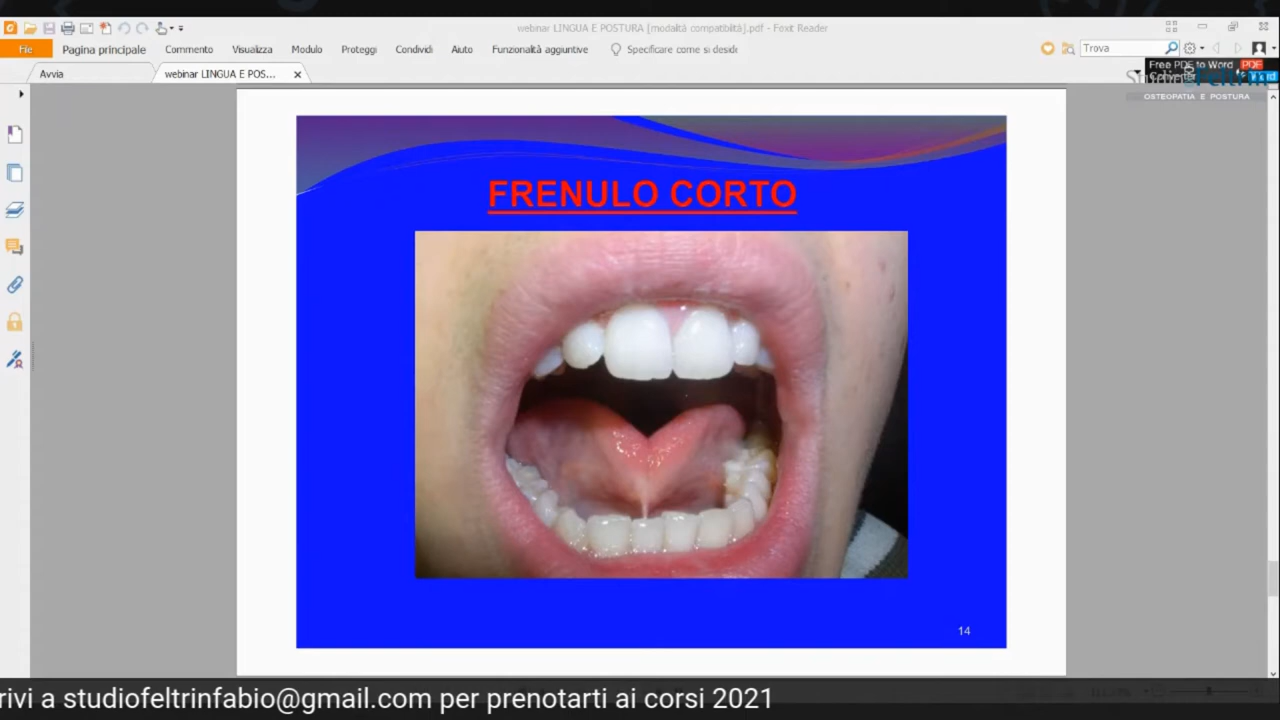 webinar LINGUA E POSTURA [modalità compatibilità].pdf - Foxit Reader
File Pagina principale Commento Visualizza Modulo Proteggi Condividi Aiuto Funzionalità aggiuntive Specificare come si desid
Trova
Avvia
webinar LINGUA E POS...
Free PDF to Word
OSTEOPATIA E POSTURA
FRENULO CORTO
14
rivi a studiofeltrinfabio@gmail.com per prenotarti ai corsi 2021